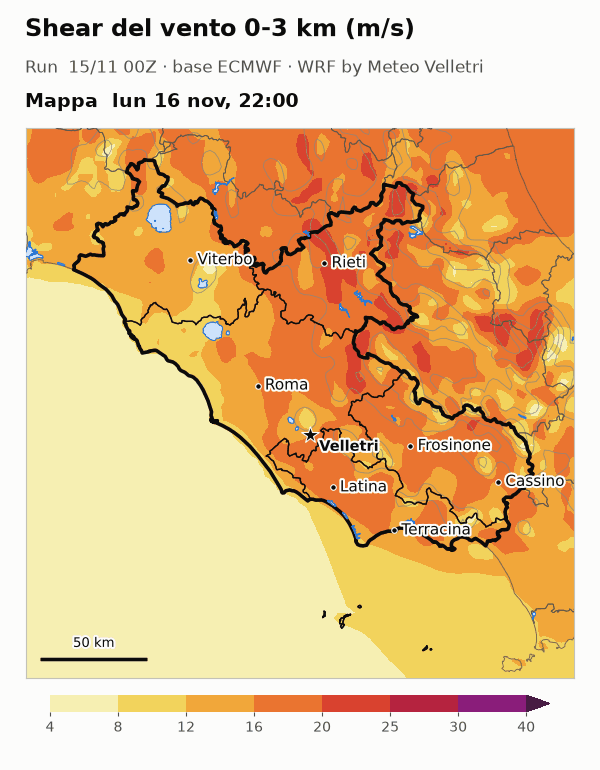 Shear del vento 0-3 km (m/s)
Run  15/11 00Z · base ECMWF · WRF by Meteo Velletri
Mappa  lun 16 nov, 22:00
Viterbo
Rieti
Roma
Velletri
Frosinone
Latina
Cassino
Terracina
50 km
4 8 12 16 20 25 30 40